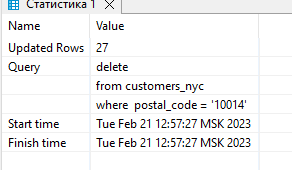 Статистика 1
Name Value
Updated Rows 27
Query delete
from customers_nyc
where postal_code = '10014'
Start time Tue Feb 21 12:57:27 MSK 2023
Finish time Tue Feb 21 12:57:27 MSK 2023